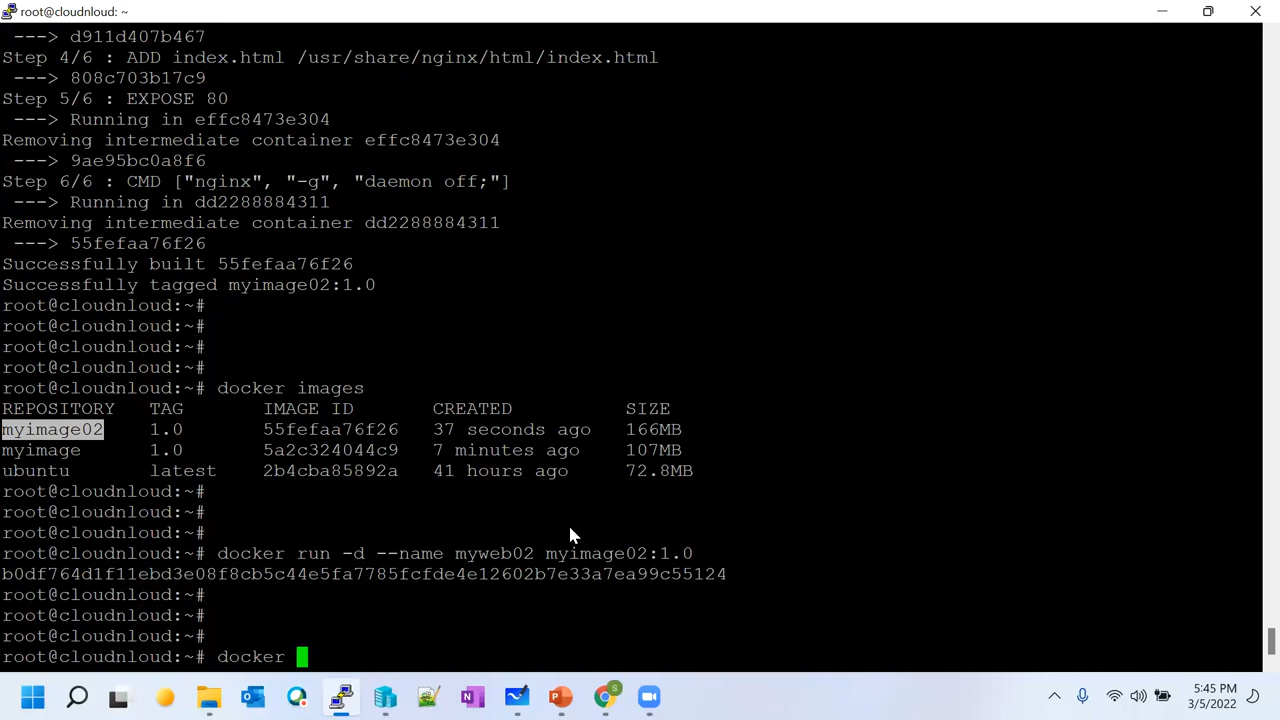 root@cloudnloud: ~
---> d911d407b467
Step 4/6 : ADD index.html /usr/share/nginx/html/index.html
---> 808c703b17c9
Step 5/6 : EXPOSE 80
---> Running in effc8473e304
Removing intermediate container effc8473e304
---> 9ae95bc0a8f6
Step 6/6 : CMD ["nginx", "-g", "daemon off;"]
---> Running in dd2288884311
Removing intermediate container dd2288884311
---> 55fefaa76f26
Successfully built 55fefaa76f26
Successfully tagged myimage02:1.0
root@cloudnloud:~#
root@cloudnloud:~#
root@cloudnloud:~#
root@cloudnloud:~#
root@cloudnloud:~# docker images
REPOSITORY TAG IMAGE ID CREATED SIZE
myimage02 1.0 55fefaa76f26 37 seconds ago 166MB
myimage 1.0 5a2c324044c9 7 minutes ago 107MB
ubuntu latest 2b4cba85892a 41 hours ago 72.8MB
root@cloudnloud:~#
root@cloudnloud:~#
root@cloudnloud:~#
root@cloudnloud:~# docker run -d --name myweb02 myimage02:1.0
b0df764d1f11ebd3e08f8cb5c44e5fa7785fcfde4e12602b7e33a7ea99c55124
root@cloudnloud:~#
root@cloudnloud:~#
root@cloudnloud:~#
root@cloudnloud:~# docker
5:45 PM
3/5/2022